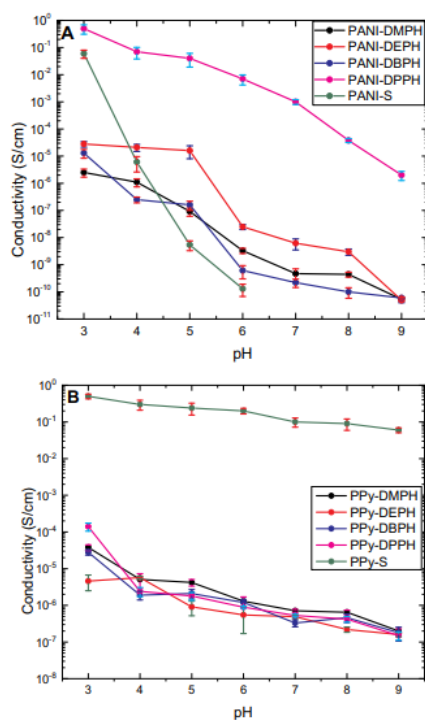 A
PANI-DMPH
PANI-DEPH
PANI-DBPH
PANI-DPPH
PANI-S
Conductivity (S/cm)
10⁰
10⁻¹
10⁻²
10⁻³
10⁻⁴
10⁻⁵
10⁻⁶
10⁻⁷
10⁻⁸
10⁻⁹
10⁻¹⁰
10⁻¹¹
3 4 5 6 7 8 9
pH
B
PPy-DMPH
PPy-DEPH
PPy-DBPH
PPy-DPPH
PPy-S
Conductivity (S/cm)
10⁰
10⁻¹
10⁻²
10⁻³
10⁻⁴
10⁻⁵
10⁻⁶
10⁻⁷
10⁻⁸
3 4 5 6 7 8 9
pH